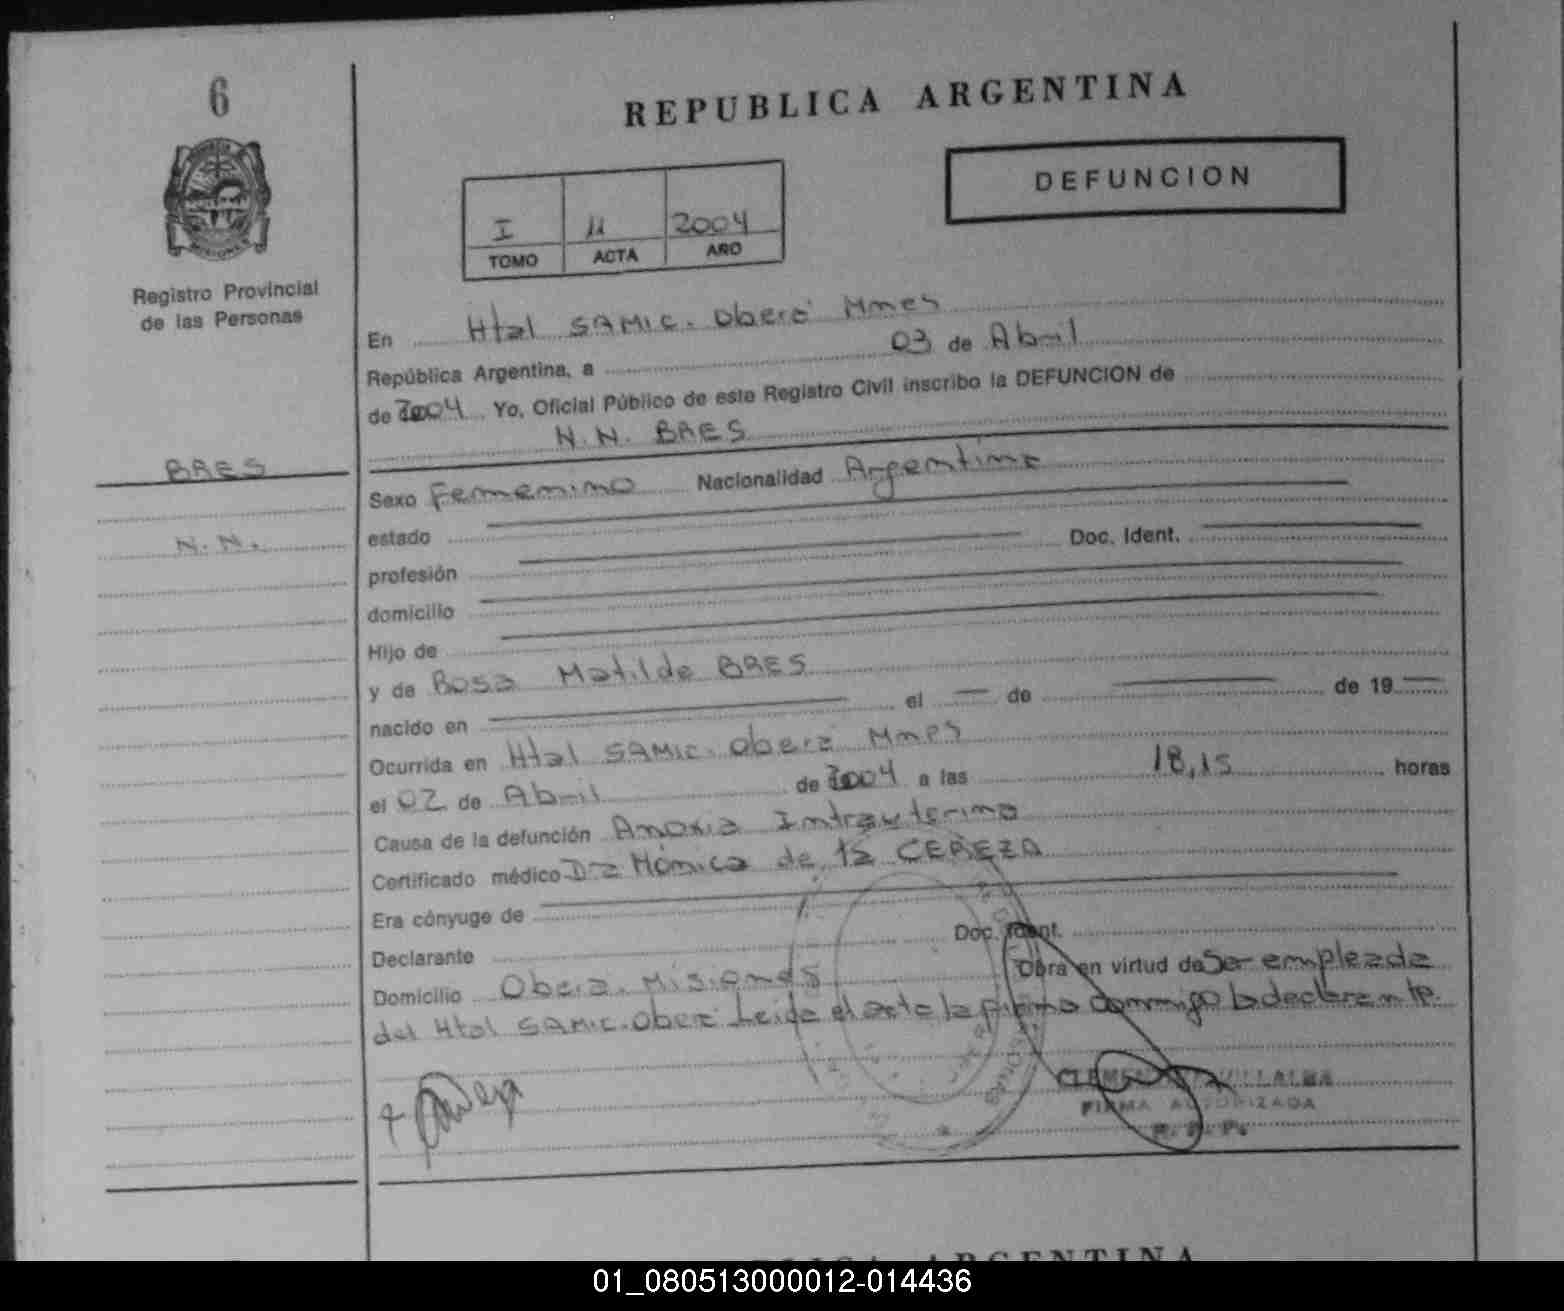 6
REPUBLICA ARGENTINA
DEFUNCION
I 11 2004
TOMO ACTA AÑO
Registro Provincial
de las Personas
En Htal SAMIC. Oberá Mnes
República Argentina, a 03 de Abril
de 2004 Yo, Oficial Público de este Registro Civil inscribo la DEFUNCION de
N.N. BAES
BAES
N.N.
Sexo Femenino Nacionalidad Argentina
estado
profesión Doc. Ident.
domicilio
Hijo de
y de Rosa Matilde BAES
nacido en el de de 19
Ocurrida en Htal SAMIC. Oberá Mnes
el 02 de Abril de 2004 a las 18,15 horas
Causa de la defunción Anoxia Intrauterina
Certificado médico Dra Mónica de la CEREZA
Era cónyuge de
Declarante Doc. Ident.
Domicilio Oberá. Misiones Obra en virtud de Ser empleada
del Htal SAMIC. Oberá Leida el acta la firma conmigo la declarante.
VILLALBA
FIRMA AUTORIZADA
R. P. P.
ARGENTINA
01_080513000012-014436